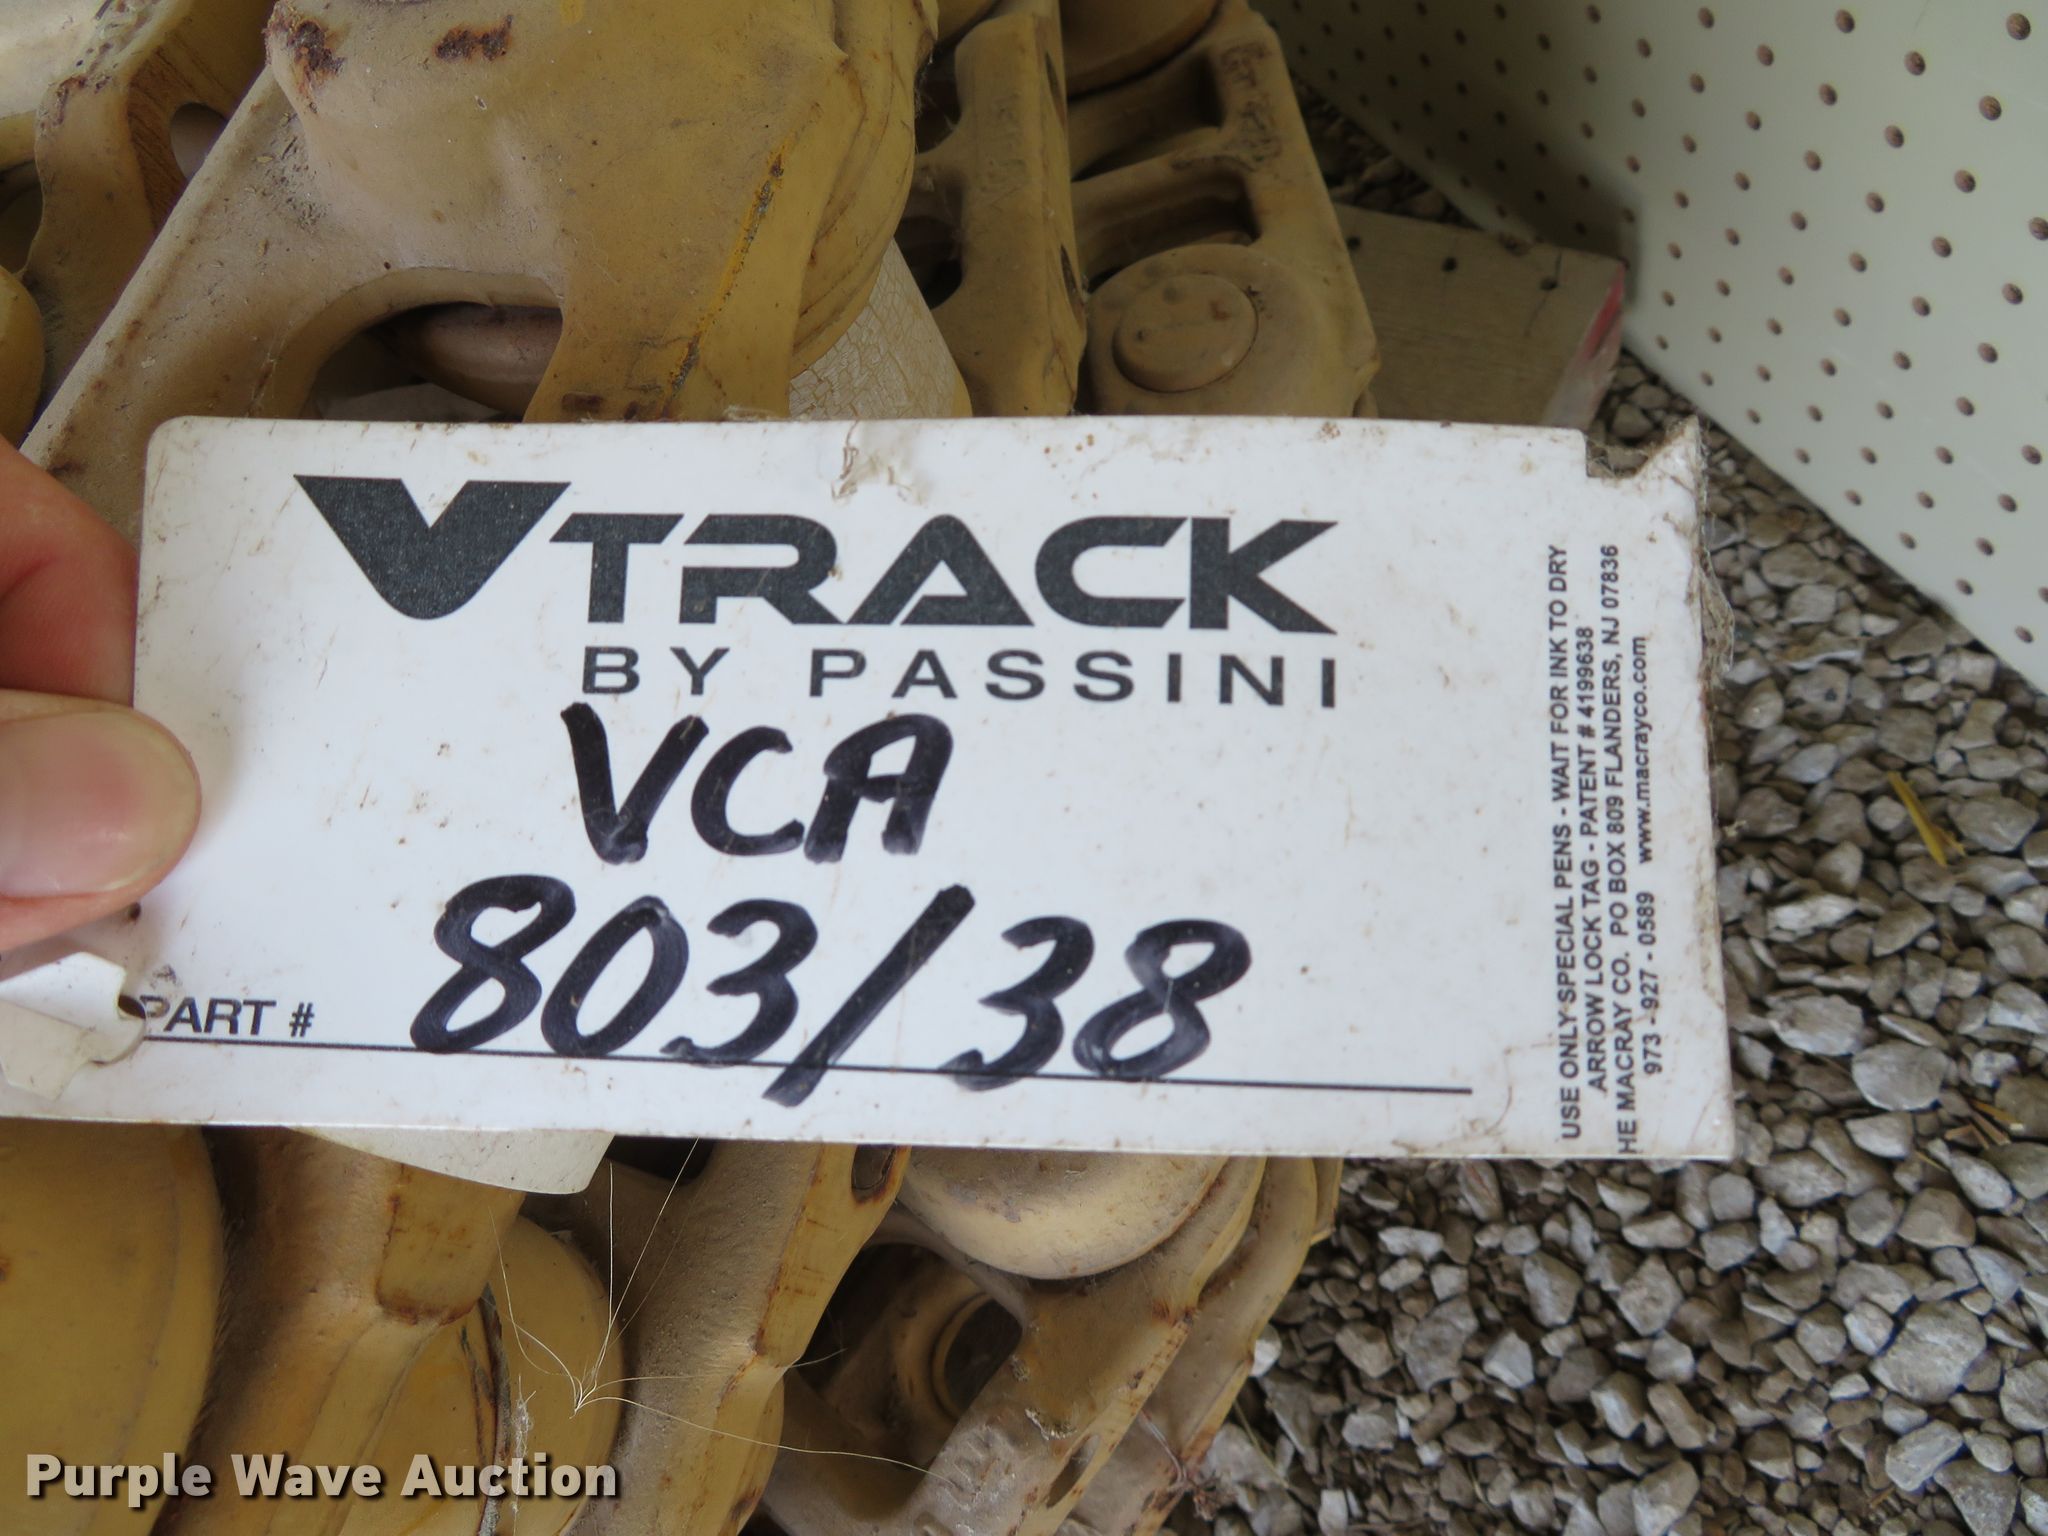 VTRACK
BY PASSINI
VCA
PART # 803/38
USE ONLY SPECIAL PENS - WAIT FOR INK TO DRY
ARROW LOCK TAG - PATENT # 4199638
HE MACRAY CO. PO BOX 809 FLANDERS, NJ 07836
973 - 927 - 0589 www.macrayco.com
Purple Wave Auction